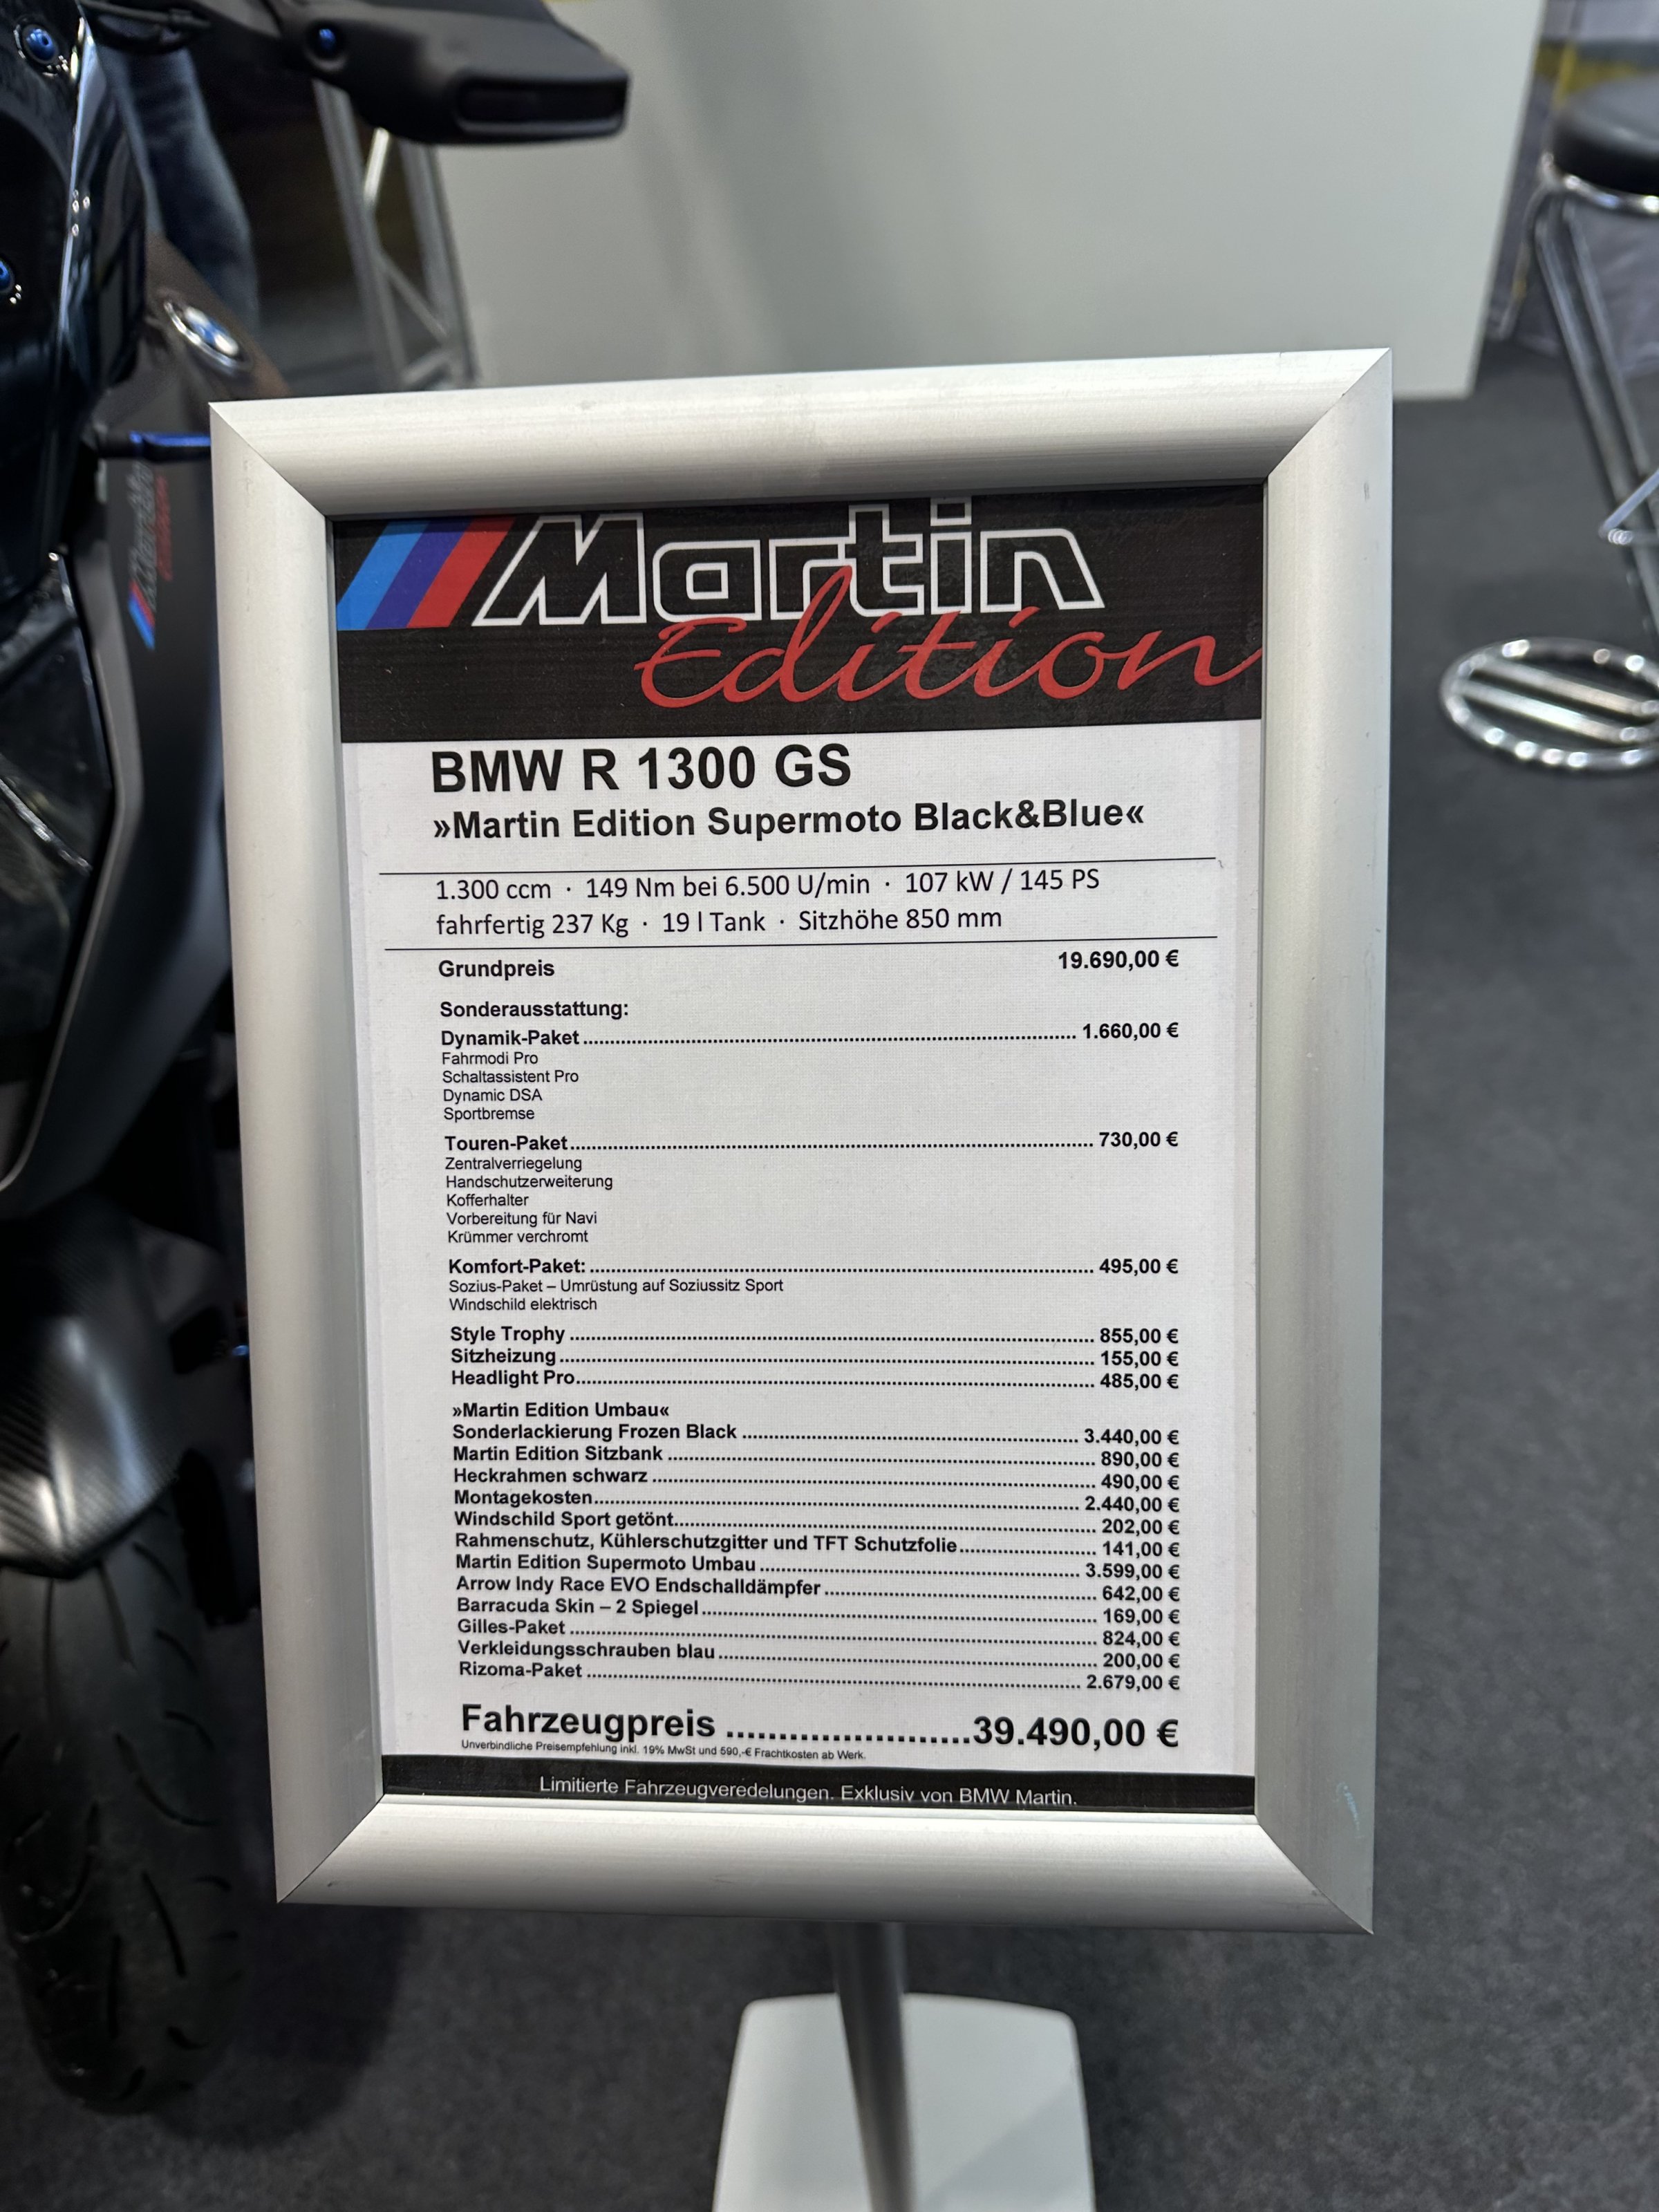 Martin
Edition
BMW R 1300 GS
»Martin Edition Supermoto Black&Blue«
1.300 ccm · 149 Nm bei 6.500 U/min · 107 kW / 145 PS
fahrfertig 237 Kg · 19 l Tank · Sitzhöhe 850 mm
Grundpreis 19.690,00 €
Sonderausstattung:
Dynamik-Paket 1.660,00 €
Fahrmodi Pro
Schaltassistent Pro
Dynamic DSA
Sportbremse
Touren-Paket 730,00 €
Zentralverriegelung
Handschutzerweiterung
Kofferhalter
Vorbereitung für Navi
Krümmer verchromt
Komfort-Paket: 495,00 €
Sozius-Paket – Umrüstung auf Soziussitz Sport
Windschild elektrisch
Style Trophy 855,00 €
Sitzheizung 155,00 €
Headlight Pro 485,00 €
»Martin Edition Umbau«
Sonderlackierung Frozen Black 3.440,00 €
Martin Edition Sitzbank 890,00 €
Heckrahmen schwarz 490,00 €
Montagekosten 2.440,00 €
Windschild Sport getönt 202,00 €
Rahmenschutz, Kühlerschutzgitter und TFT Schutzfolie 141,00 €
Martin Edition Supermoto Umbau 3.599,00 €
Arrow Indy Race EVO Endschalldämpfer 642,00 €
Barracuda Skin – 2 Spiegel 169,00 €
Gilles-Paket 824,00 €
Verkleidungsschrauben blau 200,00 €
Rizoma-Paket 2.679,00 €
Fahrzeugpreis 39.490,00 €
Unverbindliche Preisempfehlung inkl. 19% MwSt und 590,-€ Frachtkosten ab Werk.
Limitierte Fahrzeugveredelungen. Exklusiv von BMW Martin.